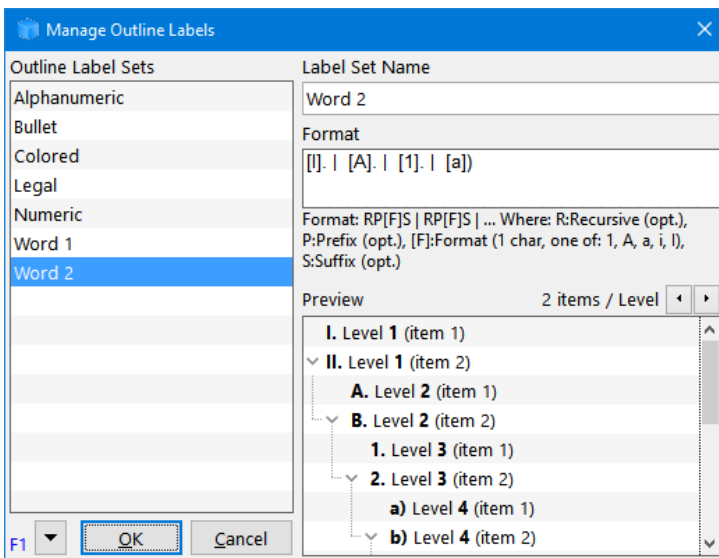 Manage Outline Labels
Outline Label Sets
Alphanumeric
Bullet
Colored
Legal
Numeric
Word 1
Word 2
F1
OK
Cancel
Label Set Name
Word 2
Format
[I]. | [A]. | [1]. | [a])
Format: RP[F]S | RP[F]S | ... Where: R:Recursive (opt.),
P:Prefix (opt.), [F]:Format (1 char, one of: 1, A, a, i, I),
S:Suffix (opt.)
Preview 2 items / Level
I. Level 1 (item 1)
II. Level 1 (item 2)
A. Level 2 (item 1)
B. Level 2 (item 2)
1. Level 3 (item 1)
2. Level 3 (item 2)
a) Level 4 (item 1)
b) Level 4 (item 2)